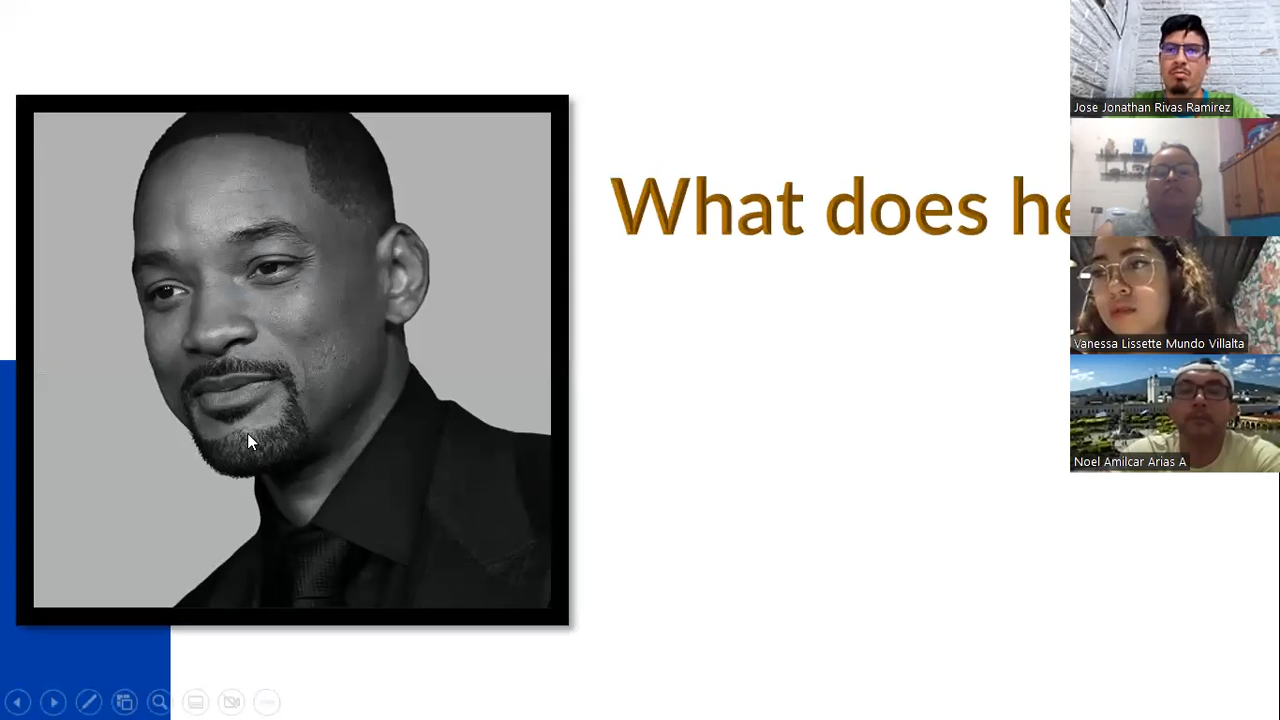 What does he
Jose Jonathan Rivas Ramirez
Vanessa Lissette Mundo Villalta
Noel Amilcar Arias A